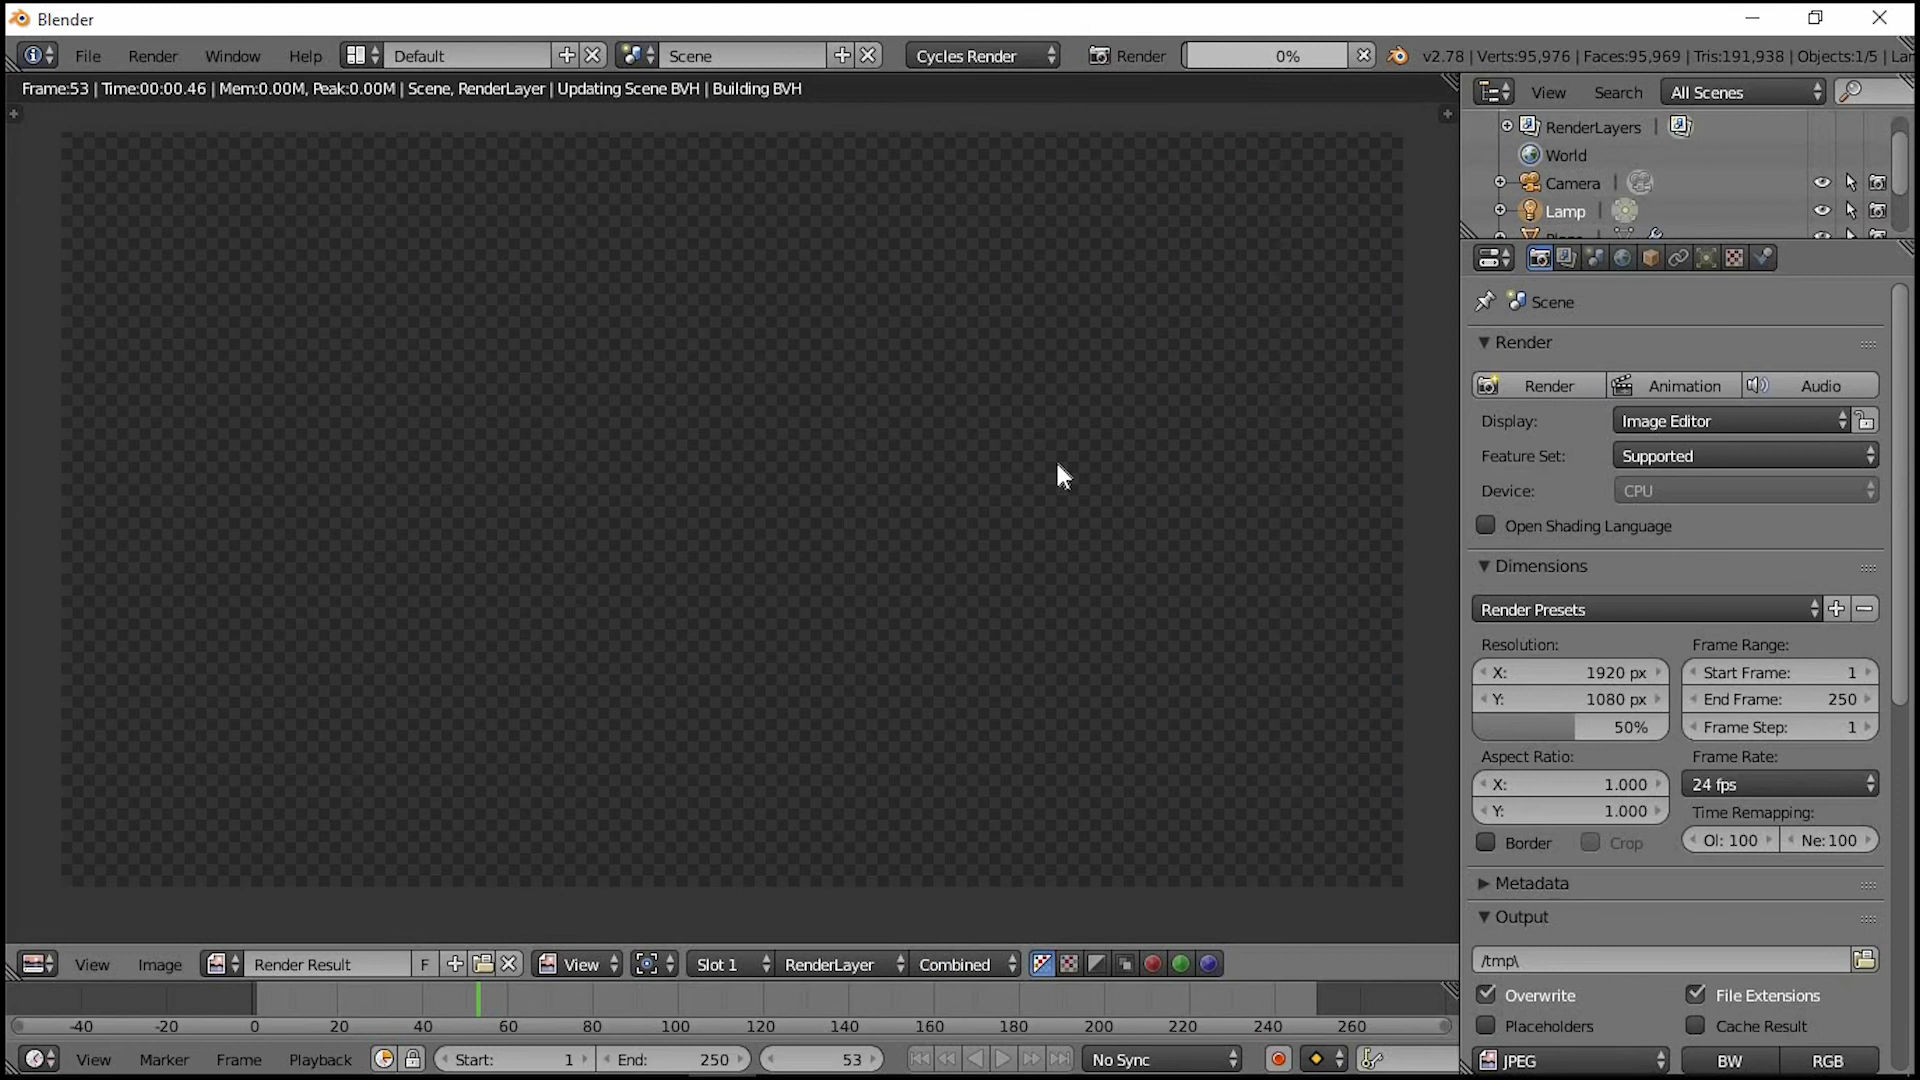 Blender
File Render Window Help Default Scene Cycles Render Render 0% v2.78 | Verts:95,976 | Faces:95,969 | Tris:191,938 | Objects:1/5 | Lar
Frame:53 | Time:00:00.46 | Mem:0.00M, Peak:0.00M | Scene, RenderLayer | Updating Scene BVH | Building BVH
View Search All Scenes
RenderLayers
World
Camera
Lamp
Scene
Render
Render Animation Audio
Display: Image Editor
Feature Set: Supported
Device: CPU
Open Shading Language
Dimensions
Render Presets
Resolution: Frame Range:
X: 1920 px Start Frame: 1
Y: 1080 px End Frame: 250
50% Frame Step: 1
Aspect Ratio: Frame Rate:
X: 1.000 24 fps
Y: 1.000 Time Remapping:
Border Crop Ol: 100 Ne: 100
Metadata
Output
/tmp\
Overwrite File Extensions
Placeholders Cache Result
JPEG BW RGB
View Image Render Result F View Slot 1 RenderLayer Combined
-40 -20 0 20 40 60 80 100 120 140 160 180 200 220 240 260
View Marker Frame Playback Start: 1 End: 250 53 No Sync